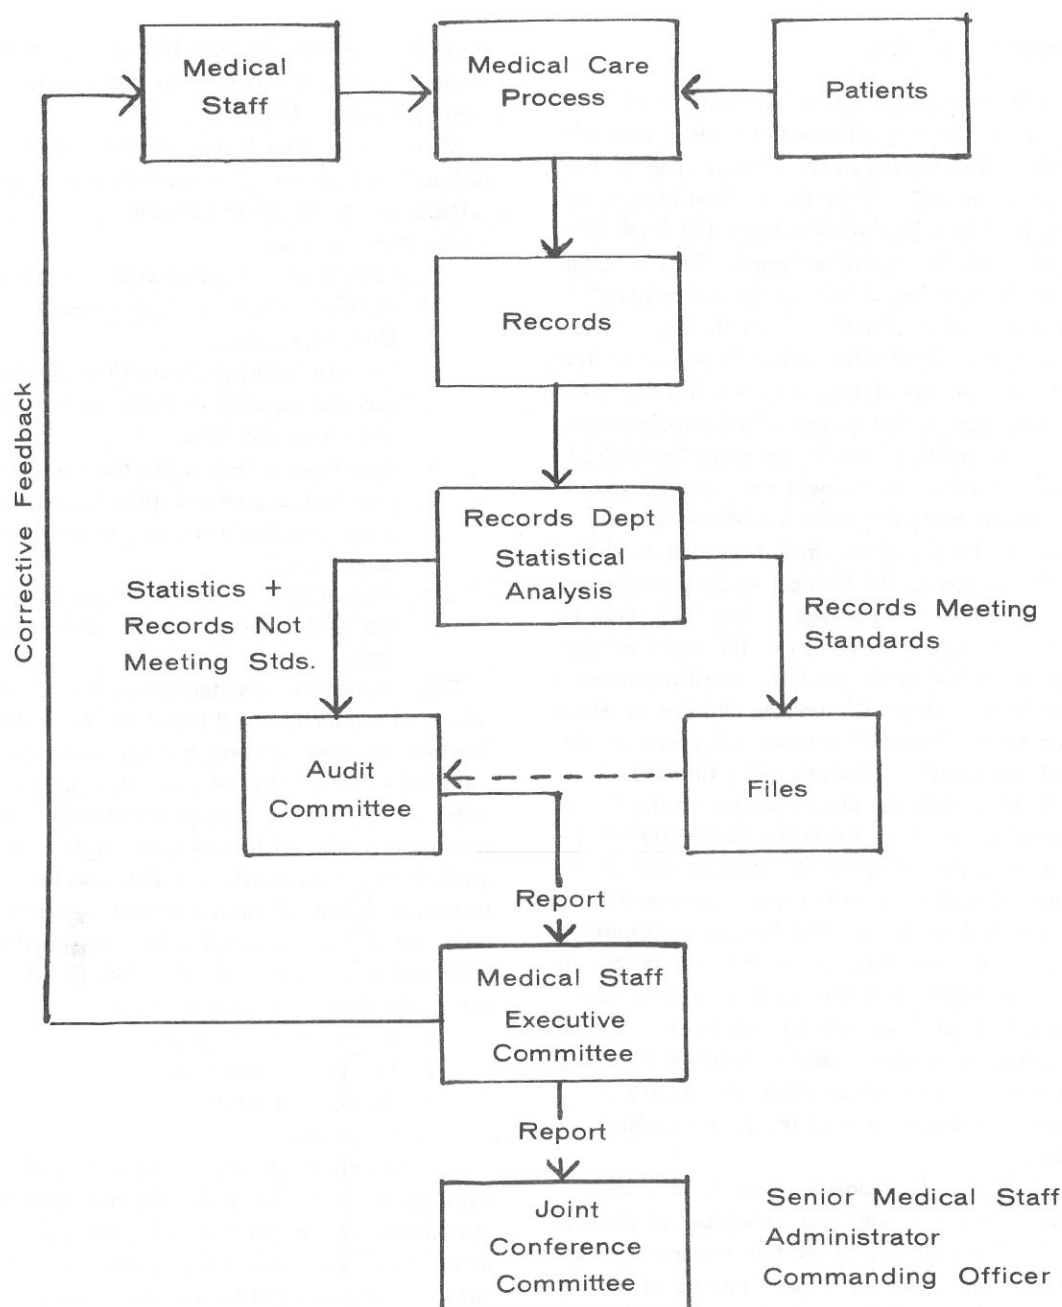 Medical
Staff
Medical Care
Process
Patients
Records
Records Dept
Statistical
Analysis
Statistics +
Records Not
Meeting Stds.
Records Meeting
Standards
Corrective Feedback
Audit
Committee
Files
Report
Medical Staff
Executive
Committee
Report
Joint
Conference
Committee
Senior Medical Staff
Administrator
Commanding Officer